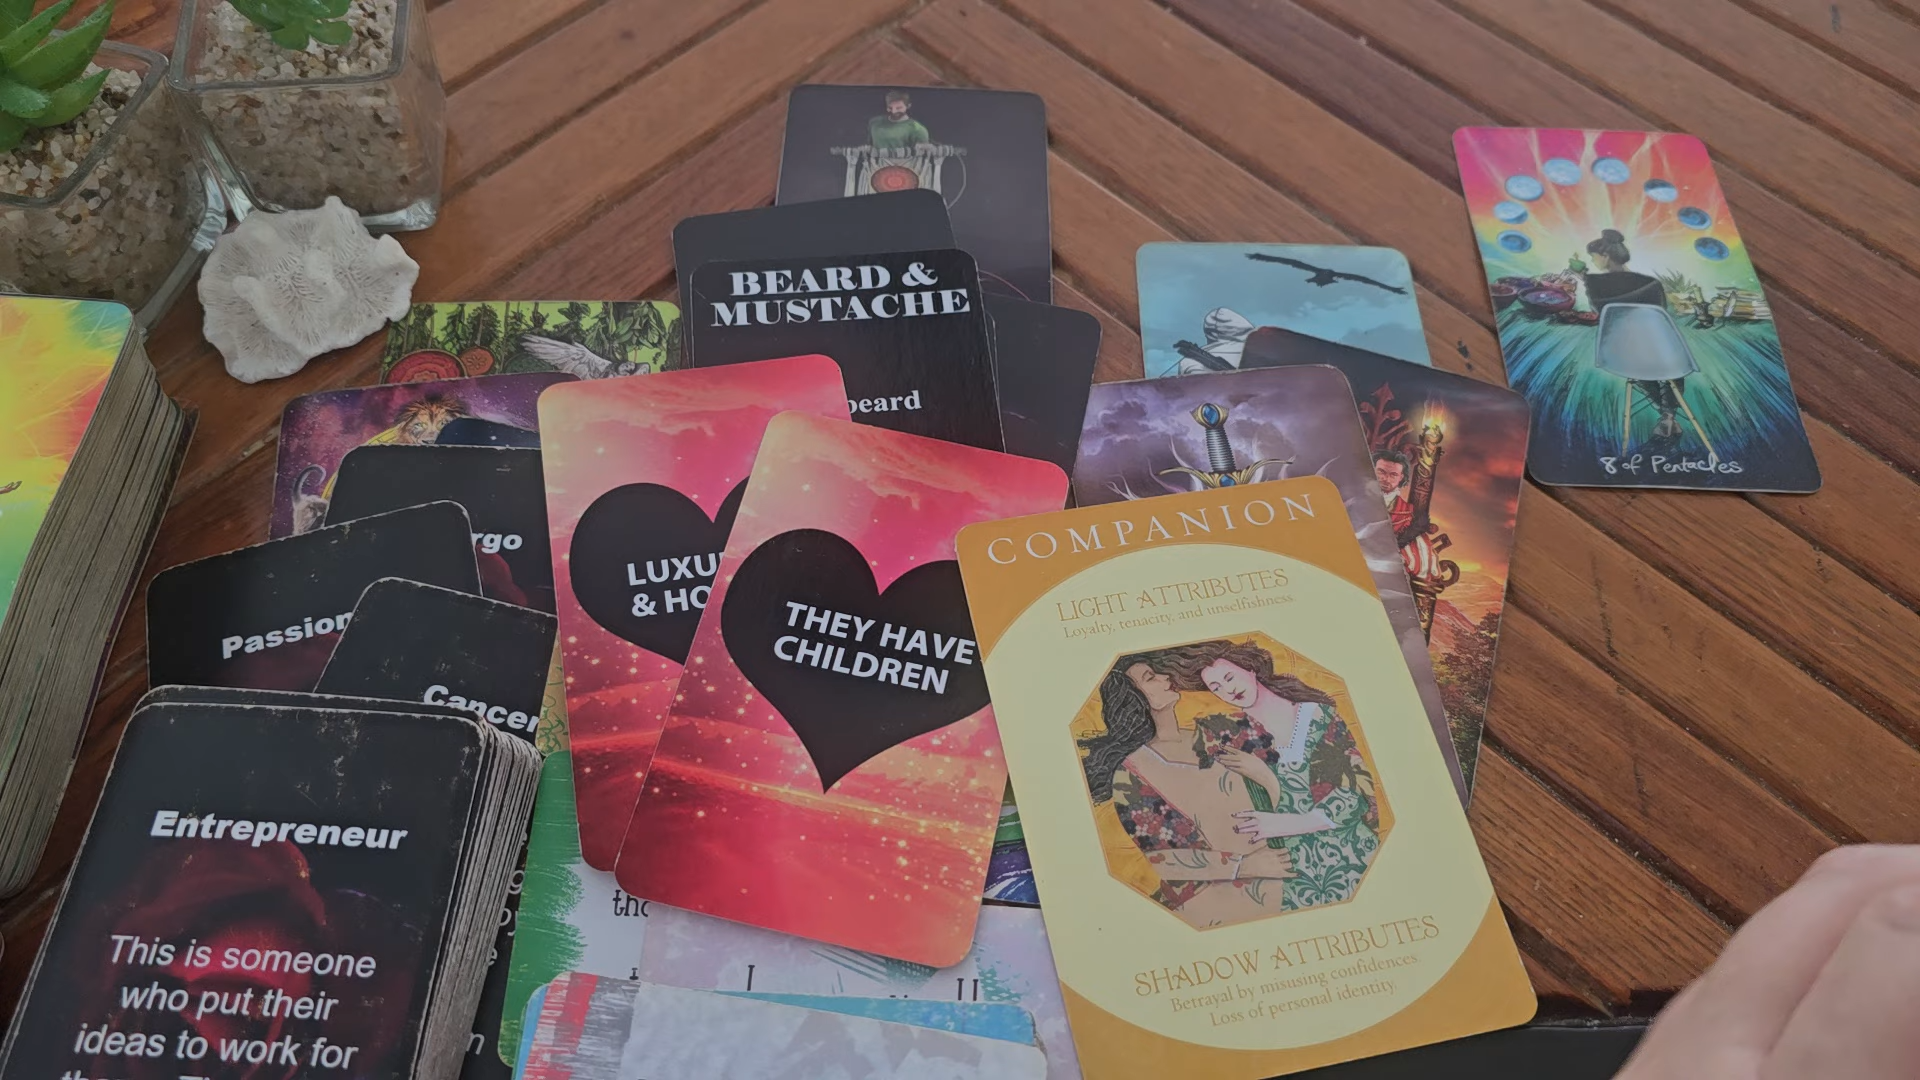 BEARD &
MUSTACHE
beard
8 of Pentacles
rgo
LUXU
& HO
THEY HAVE
CHILDREN
COMPANION
LIGHT ATTRIBUTES
Loyalty, tenacity, and unselfishness.
SHADOW ATTRIBUTES
Betrayal by misusing confidences.
Loss of personal identity.
Passion
Cancer
Entrepreneur
This is someone
who put their
ideas to work for
tho